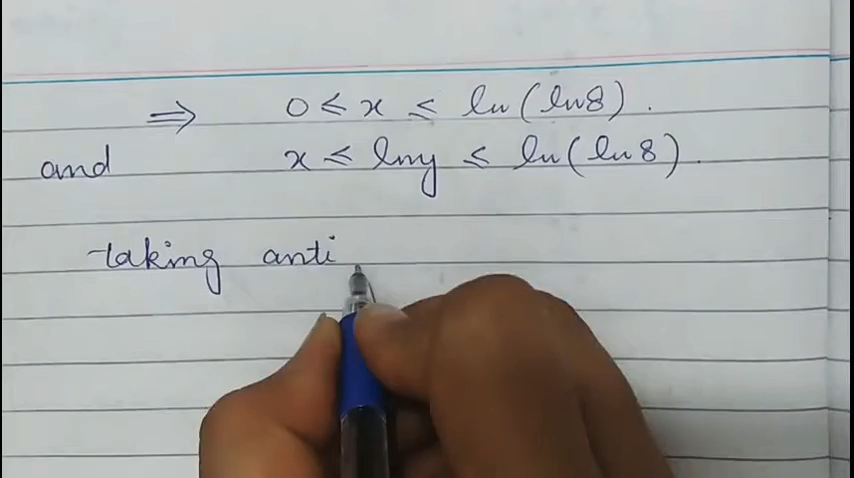 ⇒ 0 ≤ x ≤ ln(ln8).
and x ≤ lny ≤ ln(ln8).
taking anti